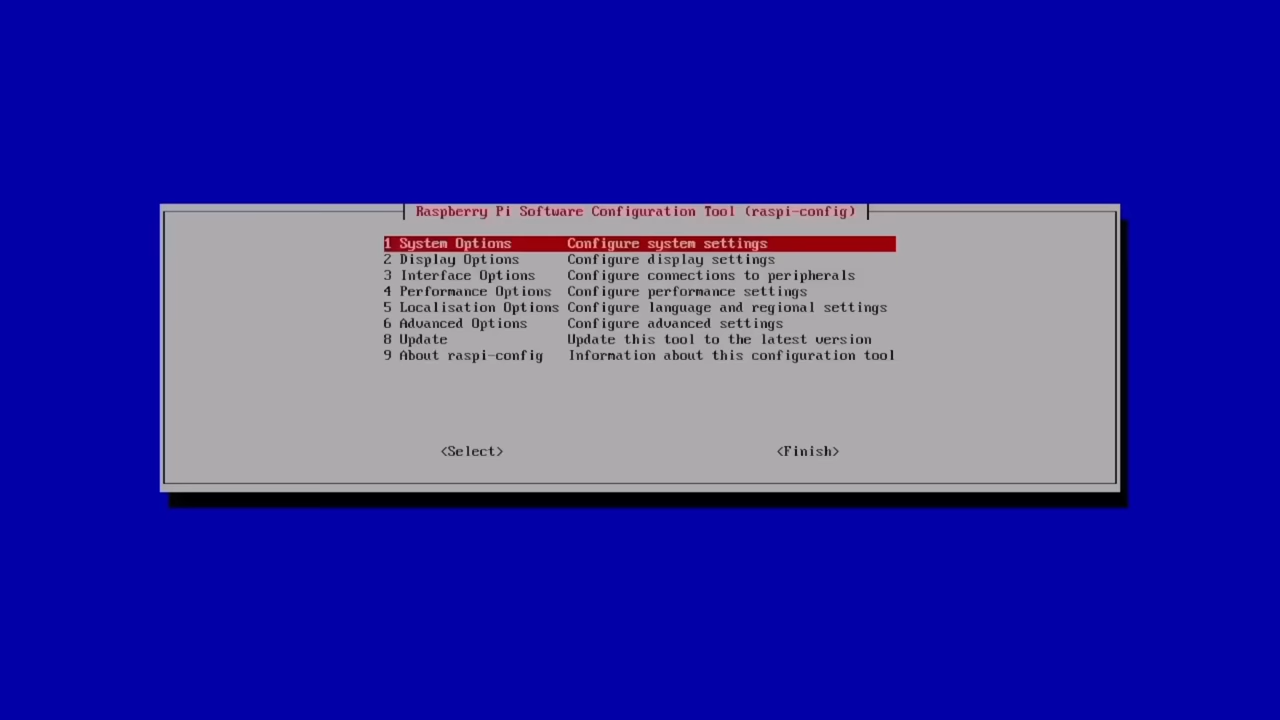 Raspberry Pi Software Configuration Tool (raspi-config)
1 System Options Configure system settings
2 Display Options Configure display settings
3 Interface Options Configure connections to peripherals
4 Performance Options Configure performance settings
5 Localisation Options Configure language and regional settings
6 Advanced Options Configure advanced settings
8 Update Update this tool to the latest version
9 About raspi-config Information about this configuration tool
<Select> <Finish>